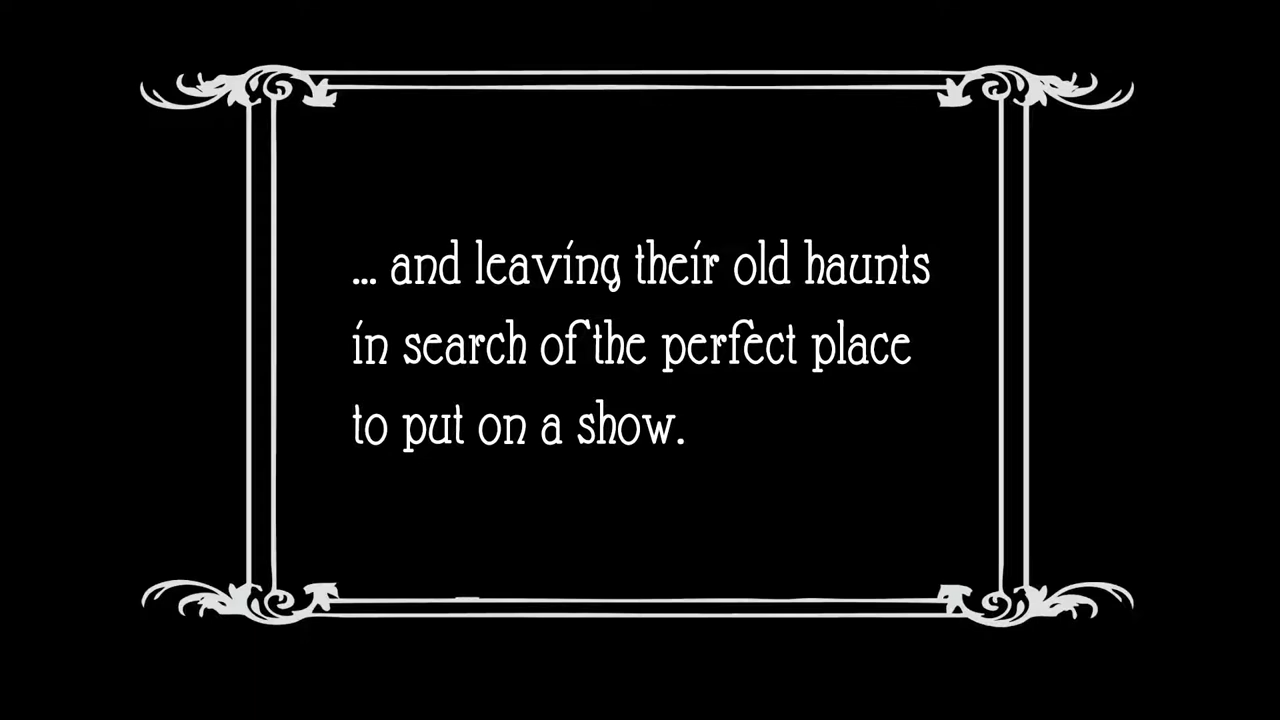 ... and leaving their old haunts
in search of the perfect place
to put on a show.